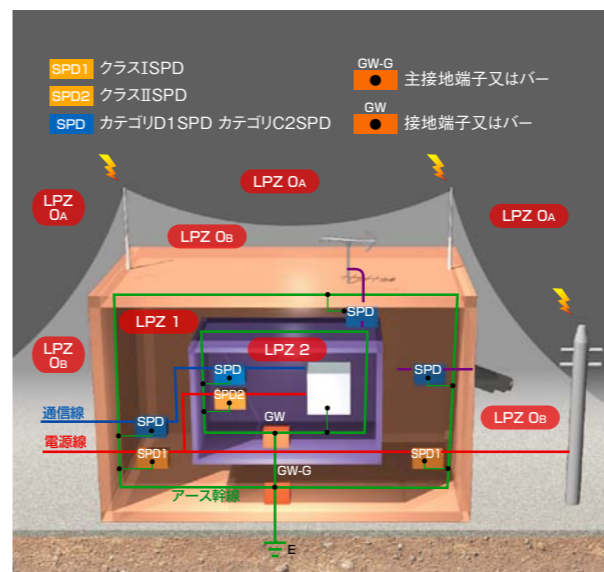 SPD1 クラスⅠSPD
SPD2 クラスⅡSPD
SPD カテゴリD1SPD カテゴリC2SPD
GW-G
主接地端子又はバー
GW
接地端子又はバー
LPZ 0A
LPZ
0A
LPZ 0A
LPZ 0B
LPZ 1
SPD
LPZ 2
LPZ
0B
SPD
SPD
SPD2
LPZ 0B
通信線
SPD
GW
電源線
SPD1
SPD1
GW-G
アース幹線
E